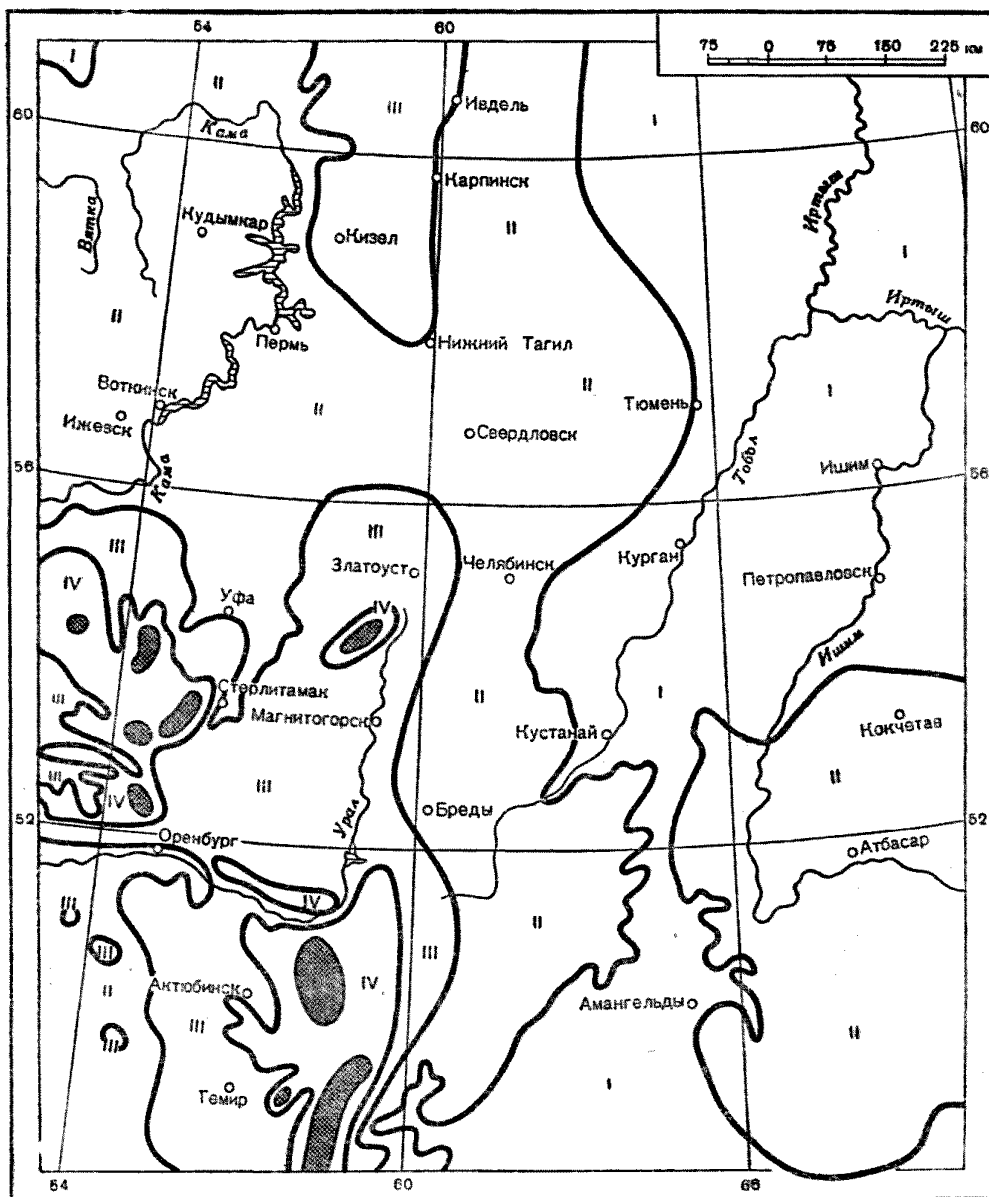 54
60
75 0 75 150 225 км
I
II
III
Ивдель
I
60
60
Кама
Карпинск
Иртыш
Вятка
Кудымкар
Кизел
II
I
Иртыш
II
Пермь
Нижний Тагил
II
Воткинск
II
Тюмень
I
Ижевск
Свердловск
Тобъл
Ишим
56
56
Кама
III
III
Златоуст
Челябинск
Курган
Петропавловск
IV
Уфа
IV
Ишим
III
Стерлитамак
II
I
Магнитогорск
Кустанай
Кокчетав
III
IV
III
II
Бреды
52
52
Оренбург
Урал
Атбасар
III
IV
II
III
III
IV
II
Актюбинск
Амангельды
III
III
II
Темир
I
54
60
66